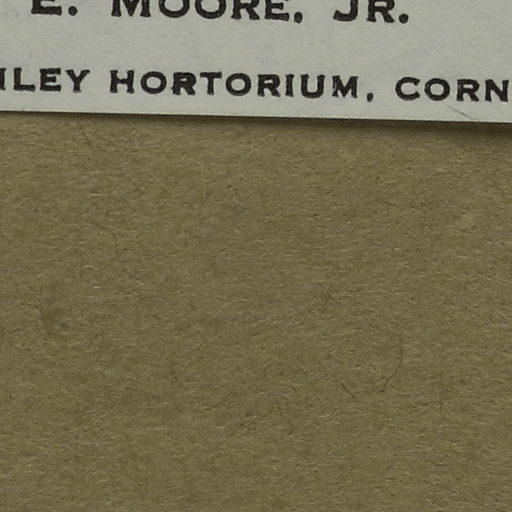 E. MOORE, JR.
ILEY HORTORIUM, CORN